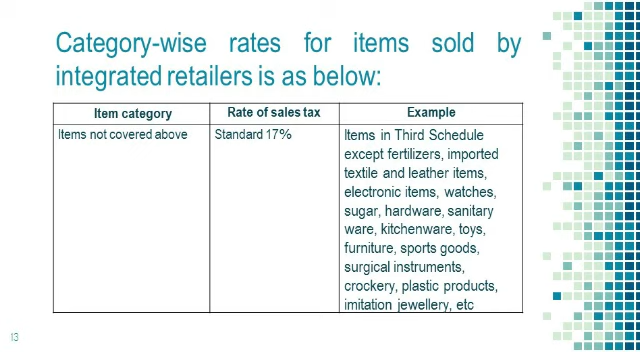 Category-wise rates for items sold by
integrated retailers is as below:
Item category
Rate of sales tax
Example
Items not covered above
Standard 17%
Items in Third Schedule
except fertilizers, imported
textile and leather items,
electronic items, watches,
sugar, hardware, sanitary
ware, kitchenware, toys,
furniture, sports goods,
surgical instruments,
crockery, plastic products,
imitation jewellery, etc
13